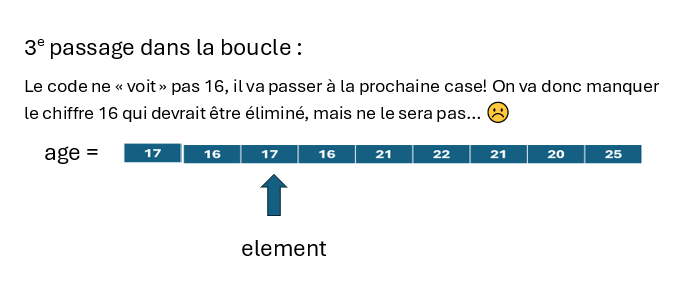 3e passage dans la boucle :
Le code ne « voit » pas 16, il va passer à la prochaine case! On va donc manquer
le chiffre 16 qui devrait être éliminé, mais ne le sera pas...
age = 17 16 17 16 21 22 21 20 25
element